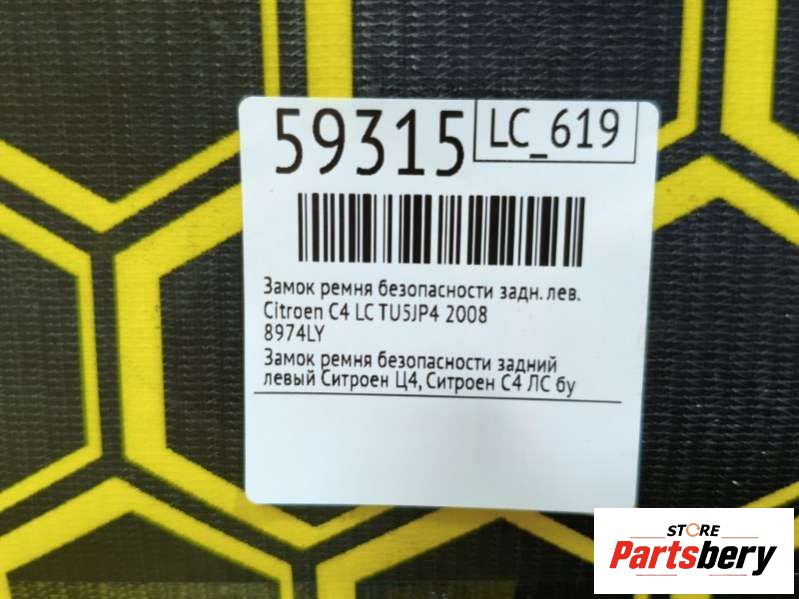 59315
LC_619
Замок ремня безопасности задн. лев.
Citroen C4 LC TU5JP4 2008
8974LY
Замок ремня безопасности задний
левый Ситроен Ц4, Ситроен С4 ЛС бу
STORE
Partsbery